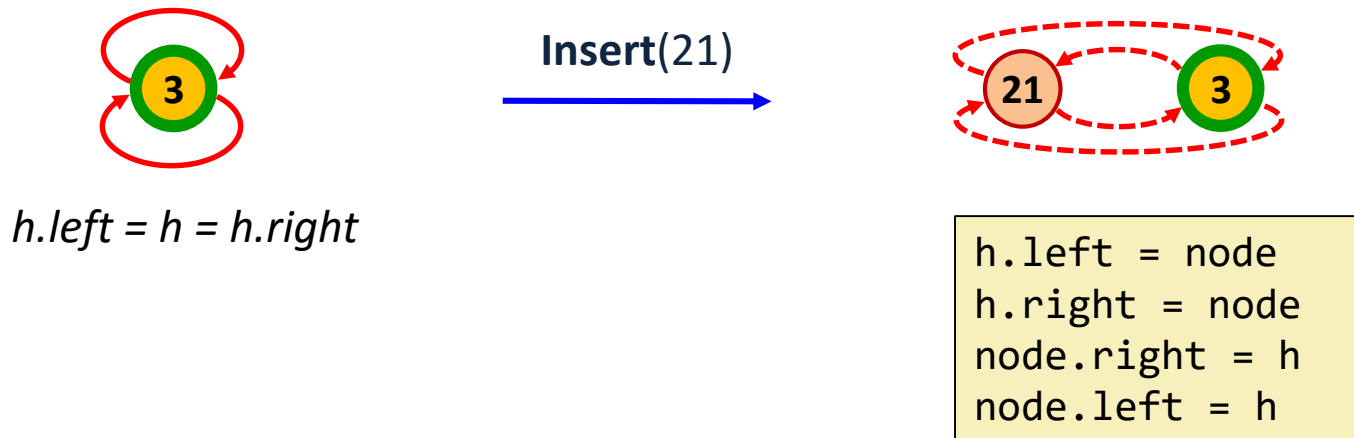 3
Insert(21)
21
3
h.left = h = h.right
h.left = node
h.right = node
node.right = h
node.left = h